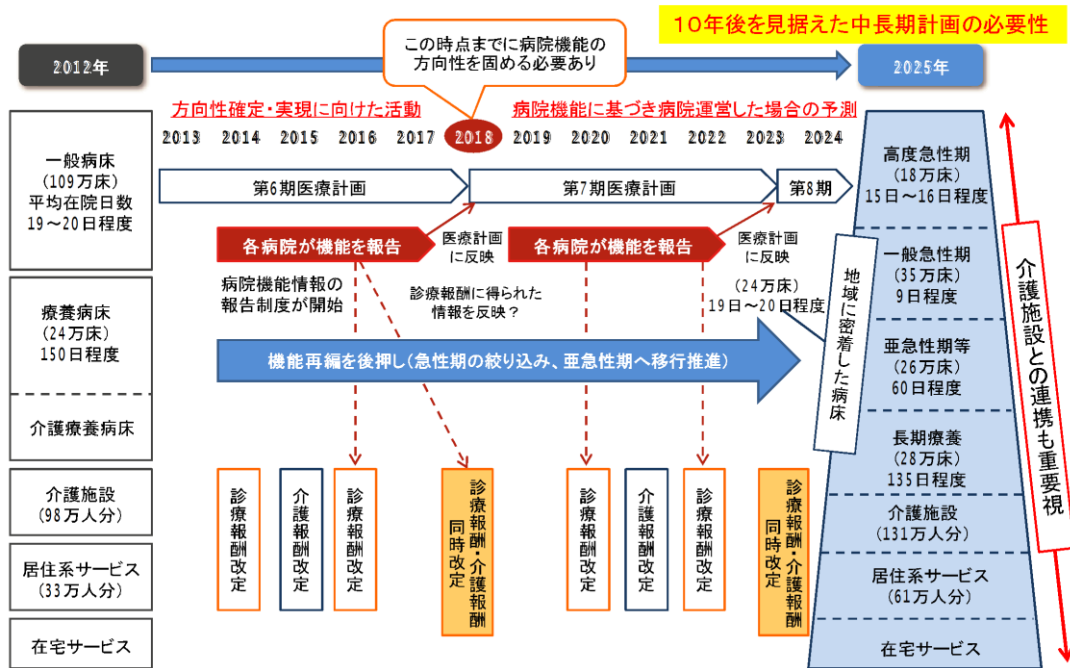 10年後を見据えた中長期計画の必要性
2012年
この時点までに病院機能の
方向性を固める必要あり
2025年
方向性確定・実現に向けた活動
病院機能に基づき病院運営した場合の予測
2013 2014 2015 2016 2017 2018 2019 2020 2021 2022 2023 2024
第6期医療計画
第7期医療計画
第8期
各病院が機能を報告
医療計画
に反映
各病院が機能を報告
医療計画
に反映
病院機能情報の
報告制度が開始
診療報酬に得られた
情報を反映?
(24万床)
19日~20日程度
機能再編を後押し(急性期の絞り込み、亜急性期へ移行推進)
診療報酬改定
介護報酬改定
診療報酬改定
診療報酬・介護報酬
同時改定
診療報酬改定
介護報酬改定
診療報酬改定
診療報酬・介護報酬
同時改定
一般病床
(109万床)
平均在院日数
19~20日程度
療養病床
(24万床)
150日程度
介護療養病床
介護施設
(98万人分)
居住系サービス
(33万人分)
在宅サービス
地域に密着した病床
高度急性期
(18万床)
15日~16日程度
一般急性期
(35万床)
9日程度
亜急性期等
(26万床)
60日程度
長期療養
(28万床)
135日程度
介護施設
(131万人分)
居住系サービス
(61万人分)
在宅サービス
介護施設との連携も重要視